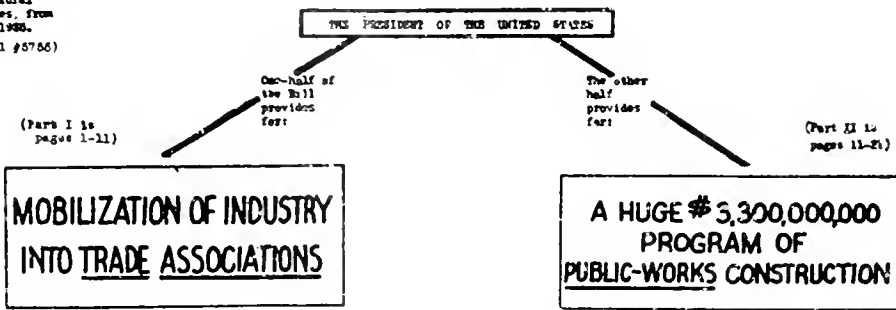 es, from
THE PRESIDENT OF THE UNITED STATES
One-half of
the Bill
provides
for:
The other
half
provides
for:
(Part I is
pages 1-11)
(Part II is
pages 11-21)
MOBILIZATION OF INDUSTRY
INTO TRADE ASSOCIATIONS
A HUGE $3,300,000,000
PROGRAM OF
PUBLIC-WORKS CONSTRUCTION